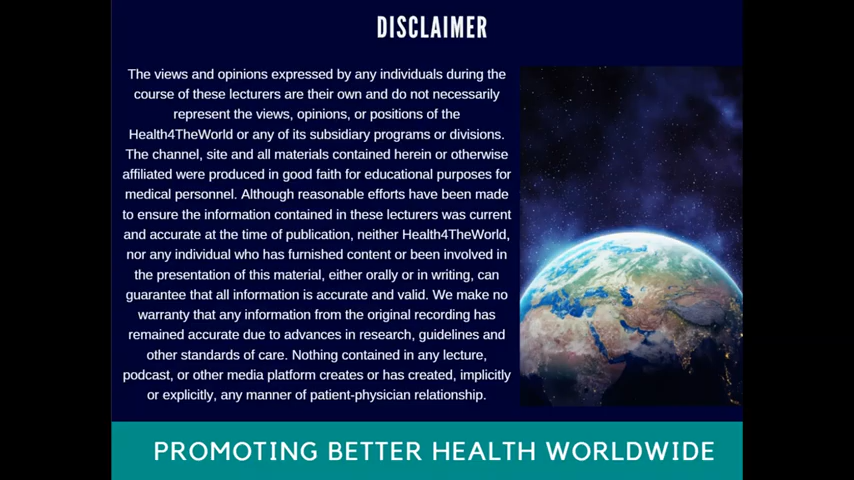 DISCLAIMER
The views and opinions expressed by any individuals during the
course of these lecturers are their own and do not necessarily
represent the views, opinions, or positions of the
Health4TheWorld or any of its subsidiary programs or divisions.
The channel, site and all materials contained herein or otherwise
affiliated were produced in good faith for educational purposes for
medical personnel. Although reasonable efforts have been made
to ensure the information contained in these lecturers was current
and accurate at the time of publication, neither Health4TheWorld,
nor any individual who has furnished content or been involved in
the presentation of this material, either orally or in writing, can
guarantee that all information is accurate and valid. We make no
warranty that any information from the original recording has
remained accurate due to advances in research, guidelines and
other standards of care. Nothing contained in any lecture,
podcast, or other media platform creates or has created, implicitly
or explicitly, any manner of patient-physician relationship.
PROMOTING BETTER HEALTH WORLDWIDE